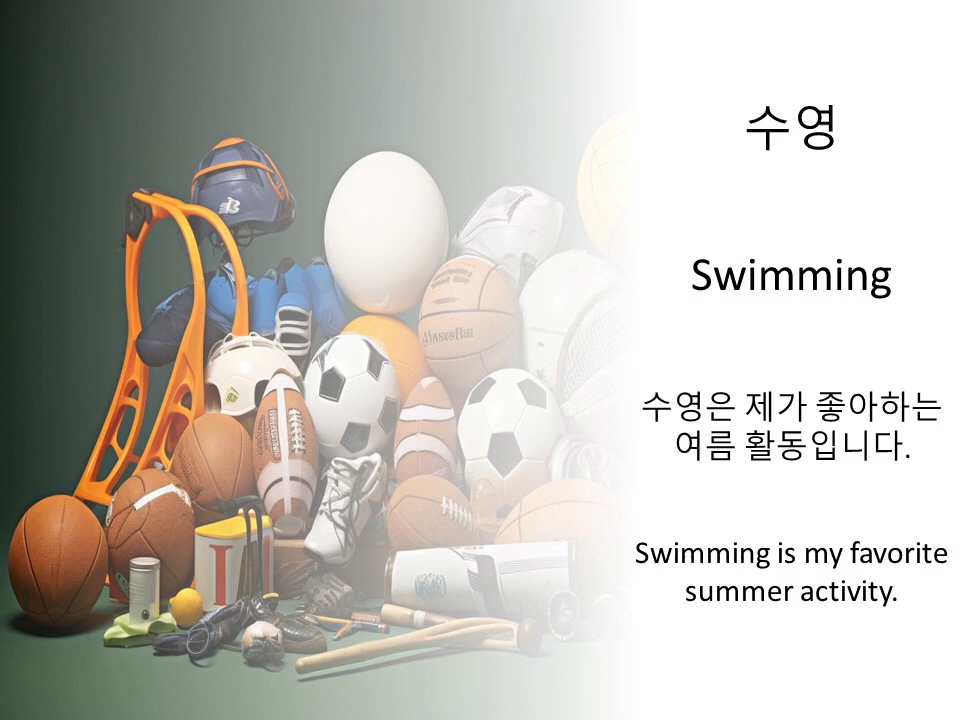 수영
Swimming
수영은 제가 좋아하는
여름 활동입니다.
Swimming is my favorite
summer activity.